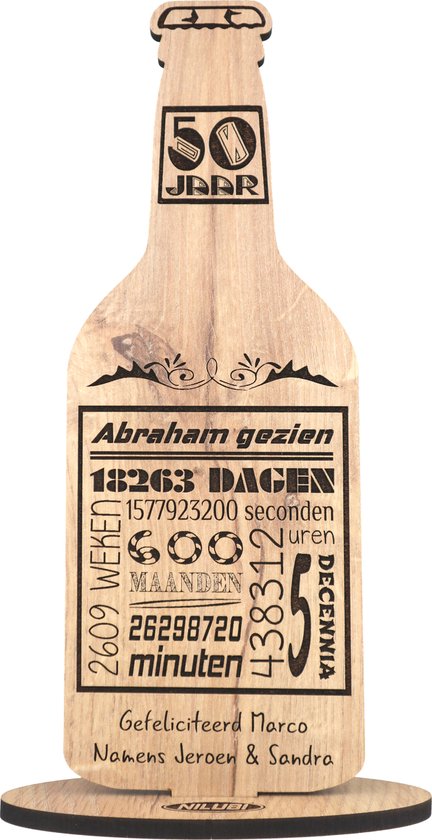 50
JAAR
Abraham gezien
18263 DAGEN
1577923200 seconden
2609 WEKEN
600
MAANDEN
26298720
minuten
438312
uren
5
DECENNIA
Gefeliciteerd Marco
Namens Jeroen & Sandra
NILUBI